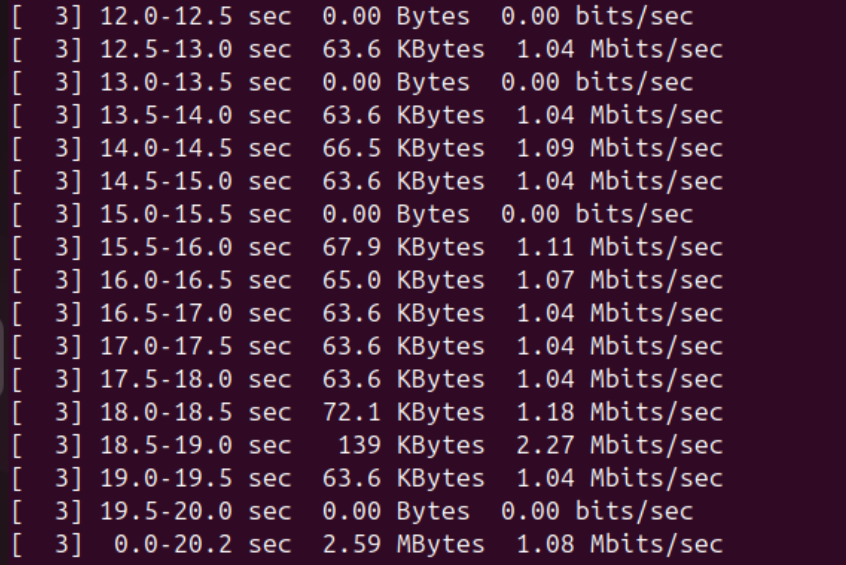 [  3] 12.0-12.5 sec  0.00 Bytes  0.00 bits/sec
[  3] 12.5-13.0 sec  63.6 KBytes  1.04 Mbits/sec
[  3] 13.0-13.5 sec  0.00 Bytes  0.00 bits/sec
[  3] 13.5-14.0 sec  63.6 KBytes  1.04 Mbits/sec
[  3] 14.0-14.5 sec  66.5 KBytes  1.09 Mbits/sec
[  3] 14.5-15.0 sec  63.6 KBytes  1.04 Mbits/sec
[  3] 15.0-15.5 sec  0.00 Bytes  0.00 bits/sec
[  3] 15.5-16.0 sec  67.9 KBytes  1.11 Mbits/sec
[  3] 16.0-16.5 sec  65.0 KBytes  1.07 Mbits/sec
[  3] 16.5-17.0 sec  63.6 KBytes  1.04 Mbits/sec
[  3] 17.0-17.5 sec  63.6 KBytes  1.04 Mbits/sec
[  3] 17.5-18.0 sec  63.6 KBytes  1.04 Mbits/sec
[  3] 18.0-18.5 sec  72.1 KBytes  1.18 Mbits/sec
[  3] 18.5-19.0 sec   139 KBytes  2.27 Mbits/sec
[  3] 19.0-19.5 sec  63.6 KBytes  1.04 Mbits/sec
[  3] 19.5-20.0 sec  0.00 Bytes  0.00 bits/sec
[  3]  0.0-20.2 sec  2.59 MBytes  1.08 Mbits/sec